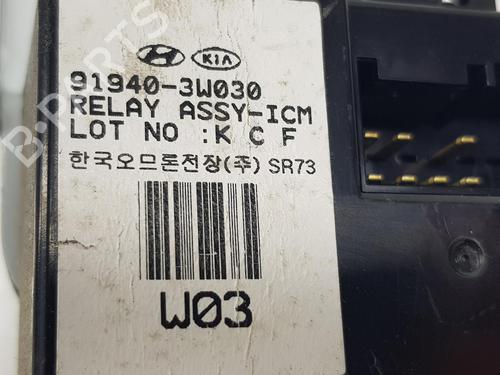 KIA
91940-3W030
RELAY ASSY-ICM
LOT NO :K C F
한국오므론전장(주) SR73
W03
B-PARTS